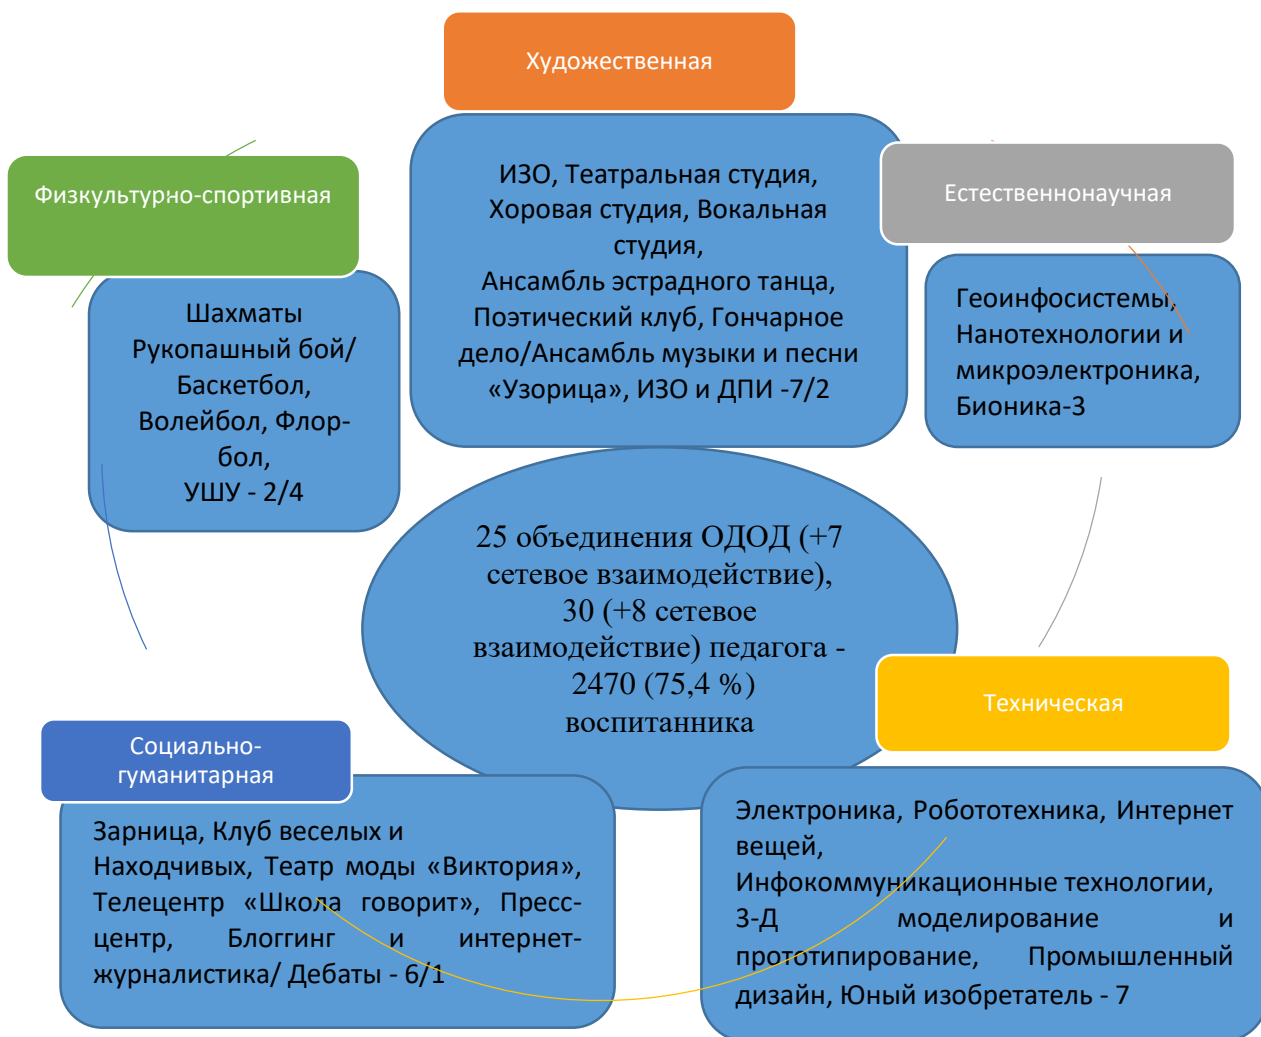 Художественная
ИЗО, Театральная студия,
Хоровая студия, Вокальная
студия,
Ансамбль эстрадного танца,
Поэтический клуб, Гончарное
дело/Ансамбль музыки и песни
«Узорица», ИЗО и ДПИ -7/2
Физкультурно-спортивная
Шахматы
Рукопашный бой/
Баскетбол,
Волейбол, Флор-
бол,
УШУ - 2/4
Естественнонаучная
Геоинфосистемы,
Нанотехнологии и
микроэлектроника,
Бионика-3
25 объединения ОДОД (+7
сетевое взаимодействие),
30 (+8 сетевое
взаимодействие) педагога -
2470 (75,4 %)
воспитанника
Социально-
гуманитарная
Зарница, Клуб веселых и
Находчивых, Театр моды «Виктория»,
Телецентр «Школа говорит», Пресс-
центр, Блоггинг и интернет-
журналистика/ Дебаты - 6/1
Техническая
Электроника, Робототехника, Интернет
вещей,
Инфокоммуникационные технологии,
3-Д моделирование и
прототипирование, Промышленный
дизайн, Юный изобретатель - 7